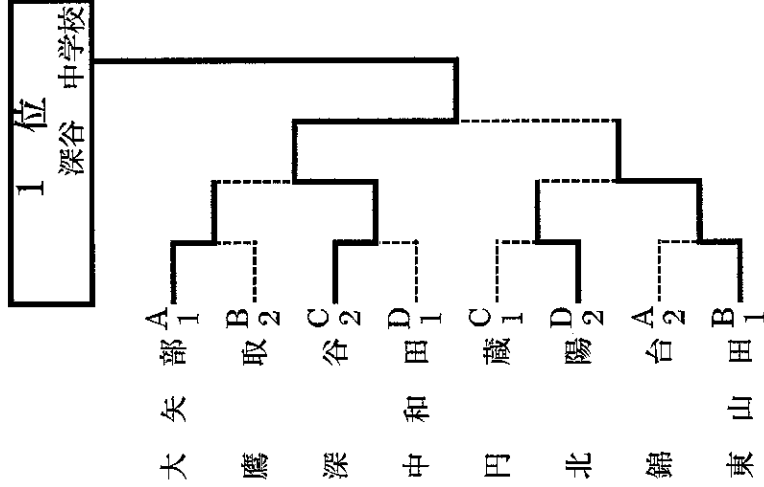 1 位
深谷 中学校
大矢部 A1
鷹取 B2
深谷 C2
中和田 D1
円蔵 C1
北陽 D2
錦台 A2
東山田 B1